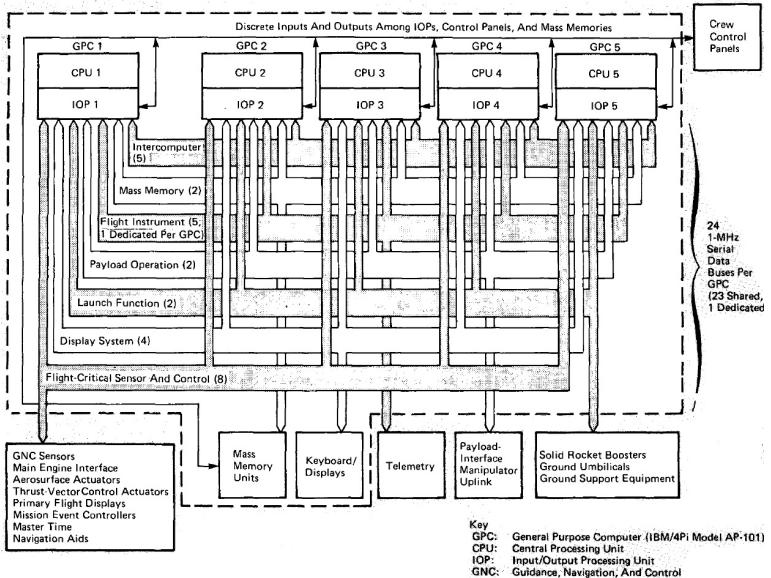 Discrete Inputs And Outputs Among IOPs, Control Panels, And Mass Memories
Crew
Control
Panels
GPC 1
GPC 2
GPC 3
GPC 4
GPC 5
CPU 1
CPU 2
CPU 3
CPU 4
CPU 5
IOP 1
IOP 2
IOP 3
IOP 4
IOP 5
Intercomputer
(5)
Mass Memory (2)
Flight Instrument (5,
1 Dedicated Per GPC)
Payload Operation (2)
Launch Function (2)
Display System (4)
Flight-Critical Sensor And Control (8)
24
1-MHz
Serial
Data
Buses Per
GPC
(23 Shared,
1 Dedicated
GNC Sensors
Main Engine Interface
Aerosurface Actuators
Thrust-Vector Control Actuators
Primary Flight Displays
Mission Event Controllers
Master Time
Navigation Aids
Mass
Memory
Units
Keyboard/
Displays
Telemetry
Payload-
Interface
Manipulator
Uplink
Solid Rocket Boosters
Ground Umbilicals
Ground Support Equipment
Key
GPC: General Purpose Computer (IBM/4Pi Model AP-101)
CPU: Central Processing Unit
IOP: Input/Output Processing Unit
GNC: Guidance, Navigation, And Control